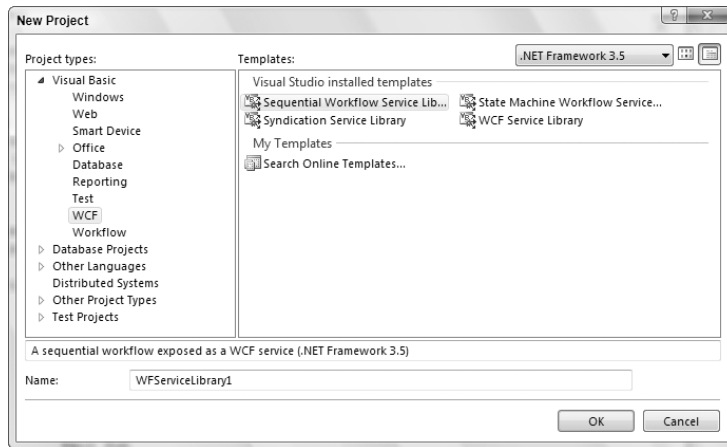 New Project
Project types:
Templates:
.NET Framework 3.5
Visual Basic
Windows
Web
Smart Device
Office
Database
Reporting
Test
WCF
Workflow
Database Projects
Other Languages
Distributed Systems
Other Project Types
Test Projects
Visual Studio installed templates
Sequential Workflow Service Lib...
State Machine Workflow Service...
Syndication Service Library
WCF Service Library
My Templates
Search Online Templates...
A sequential workflow exposed as a WCF service (.NET Framework 3.5)
Name:
WFServiceLibrary1
OK
Cancel